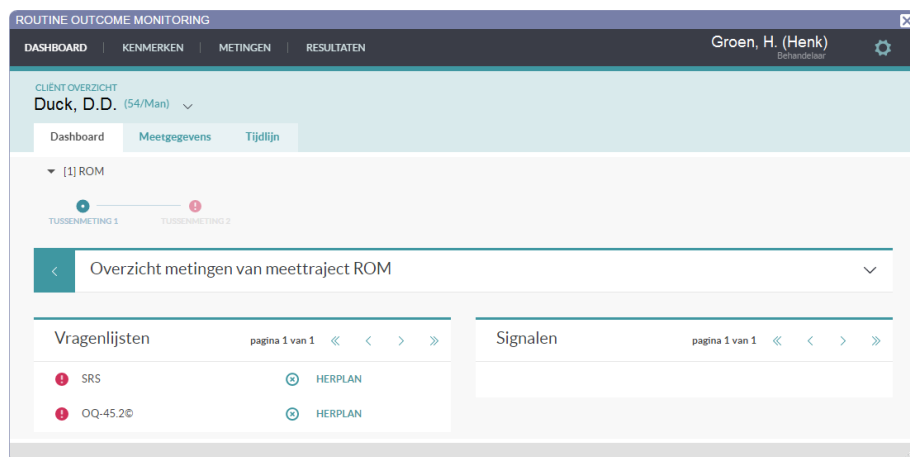 ROUTINE OUTCOME MONITORING
DASHBOARD | KENMERKEN | METINGEN | RESULTATEN
Groen, H. (Henk)
Behandelaar
CLIËNT OVERZICHT
Duck, D.D. (54/Man)
Dashboard Meetgegevens Tijdlijn
[1] ROM
TUSSENMETING 1 TUSSENMETING 2
Overzicht metingen van meettraject ROM
Vragenlijsten pagina 1 van 1 « < > »
Signalen pagina 1 van 1 « < > »
SRS HERPLAN
OQ-45.2© HERPLAN